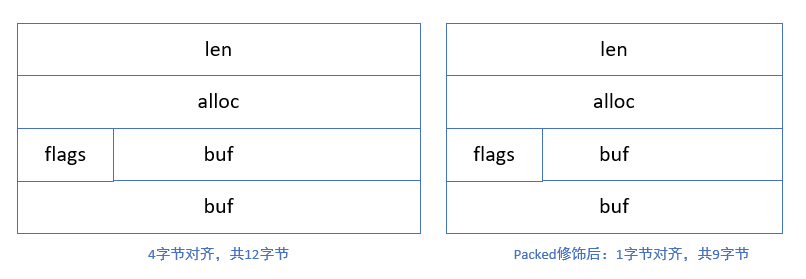 len
alloc
flags buf
buf
4字节对齐，共12字节
len
alloc
flags buf
buf
Packed修饰后：1字节对齐，共9字节